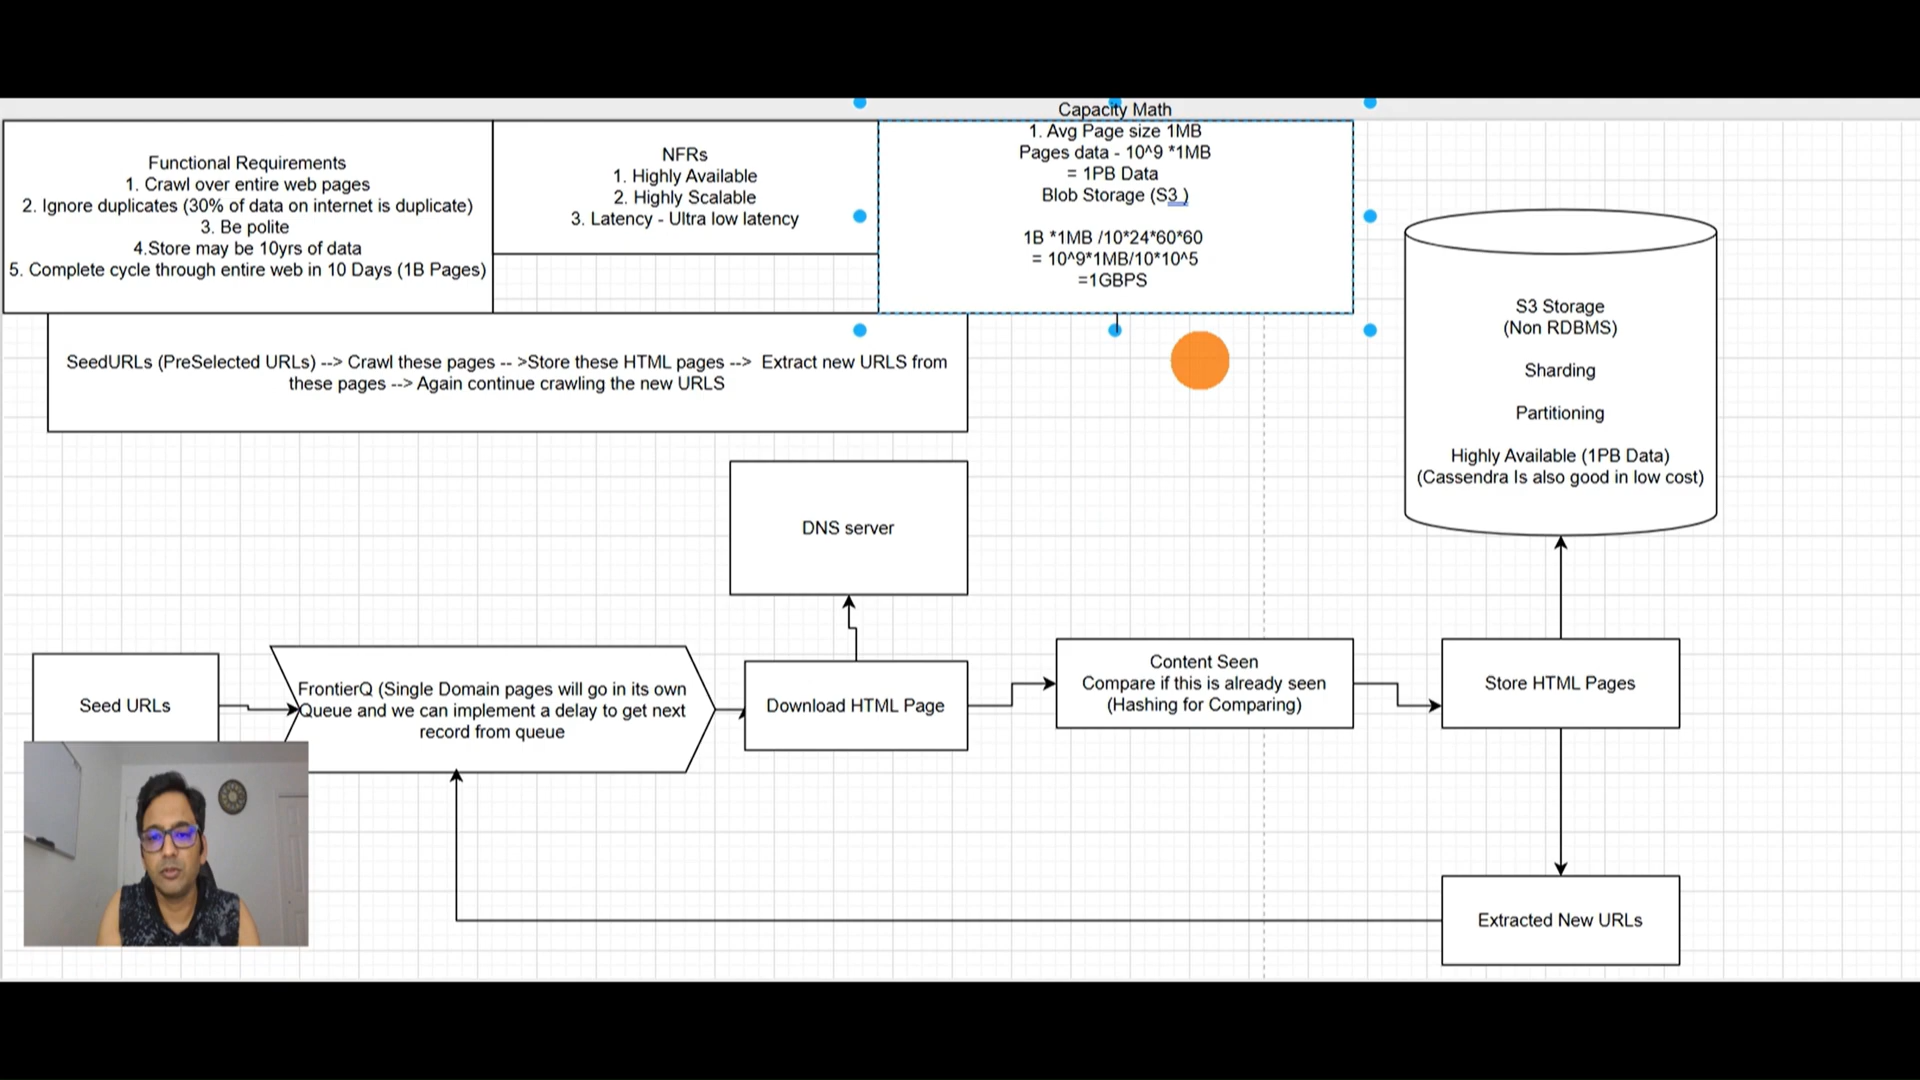 Capacity Math
1. Avg Page size 1MB
Pages data - 10^9 *1MB
= 1PB Data
Blob Storage (S3 )
1B *1MB /10*24*60*60
= 10^9*1MB/10*10^5
=1GBPS
Functional Requirements
1. Crawl over entire web pages
2. Ignore duplicates (30% of data on internet is duplicate)
3. Be polite
4.Store may be 10yrs of data
5. Complete cycle through entire web in 10 Days (1B Pages)
NFRs
1. Highly Available
2. Highly Scalable
3. Latency - Ultra low latency
SeedURLs (PreSelected URLs) --> Crawl these pages -- >Store these HTML pages --> Extract new URLS from
these pages --> Again continue crawling the new URLS
S3 Storage
(Non RDBMS)
Sharding
Partitioning
Highly Available (1PB Data)
(Cassendra Is also good in low cost)
DNS server
Seed URLs
FrontierQ (Single Domain pages will go in its own
Queue and we can implement a delay to get next
record from queue
Download HTML Page
Content Seen
Compare if this is already seen
(Hashing for Comparing)
Store HTML Pages
Extracted New URLs